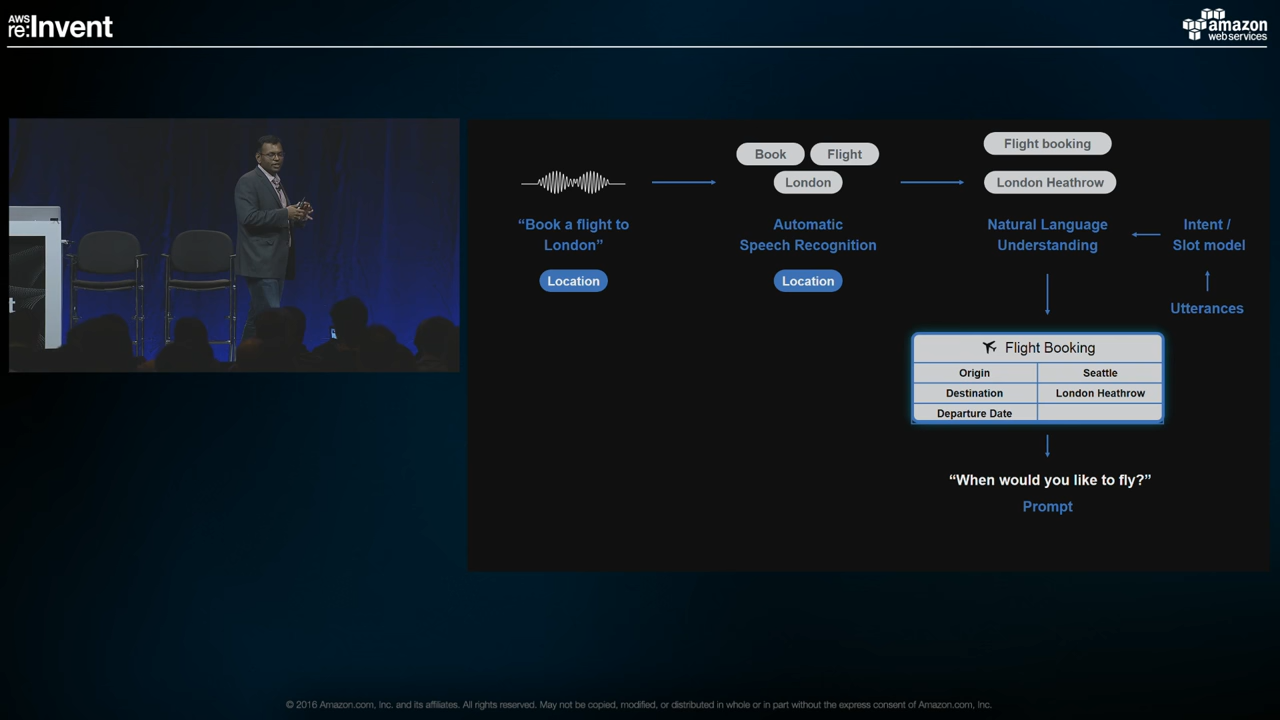 AWS
re:Invent
amazon
web services
Book
Flight
London
Flight booking
London Heathrow
“Book a flight to
London”
Automatic
Speech Recognition
Natural Language
Understanding
Intent /
Slot model
Location
Location
Utterances
Flight Booking
Origin
Seattle
Destination
London Heathrow
Departure Date
“When would you like to fly?”
Prompt
t
© 2016 Amazon.com, Inc. and its affiliates. All rights reserved. May not be copied, modified, or distributed in whole or in part without the express consent of Amazon.com, Inc.